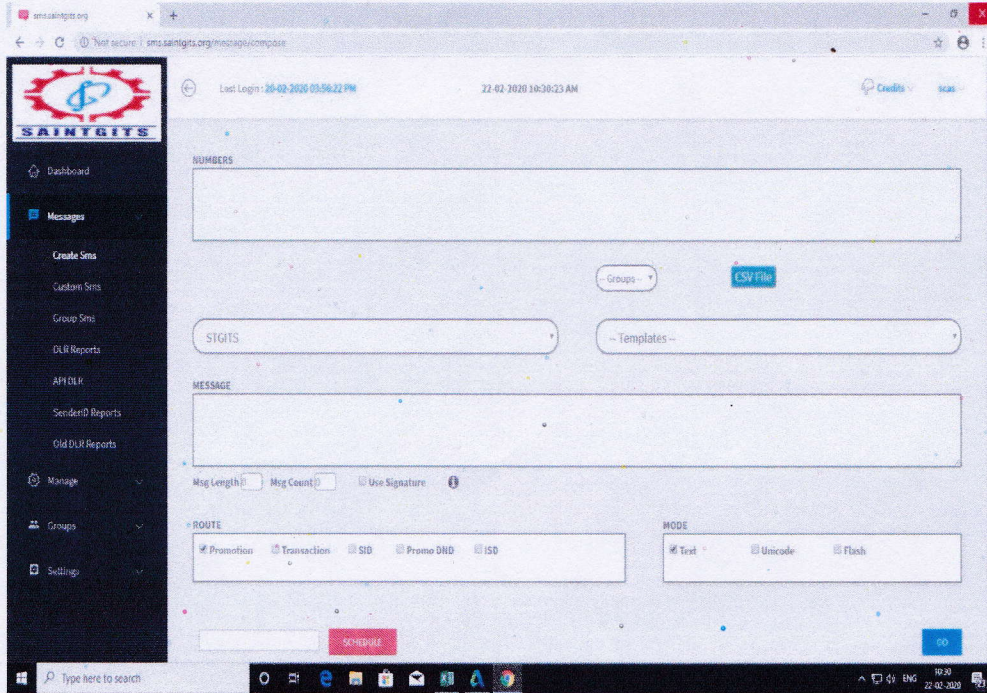 sms.saintgits.org
Not secure | sms.saintgits.org/message/compose
SAINTGITS
Last Login : 20-02-2020 03:56:22 PM
22-02-2020 10:30:23 AM
Credits
scas
Dashboard
Messages
Create Sms
Custom Sms
Group Sms
DLR Reports
API DLR
SenderID Reports
Old DLR Reports
Manage
Groups
Settings
NUMBERS
-- Groups --
CSV File
STGITS
-- Templates --
MESSAGE
Msg Length 0 Msg Count 0 Use Signature
ROUTE
Promotion Transaction SID Promo DND ISD
MODE
Text Unicode Flash
SCHEDULE
GO
Type here to search
ENG
10:30
22-02-2020
23